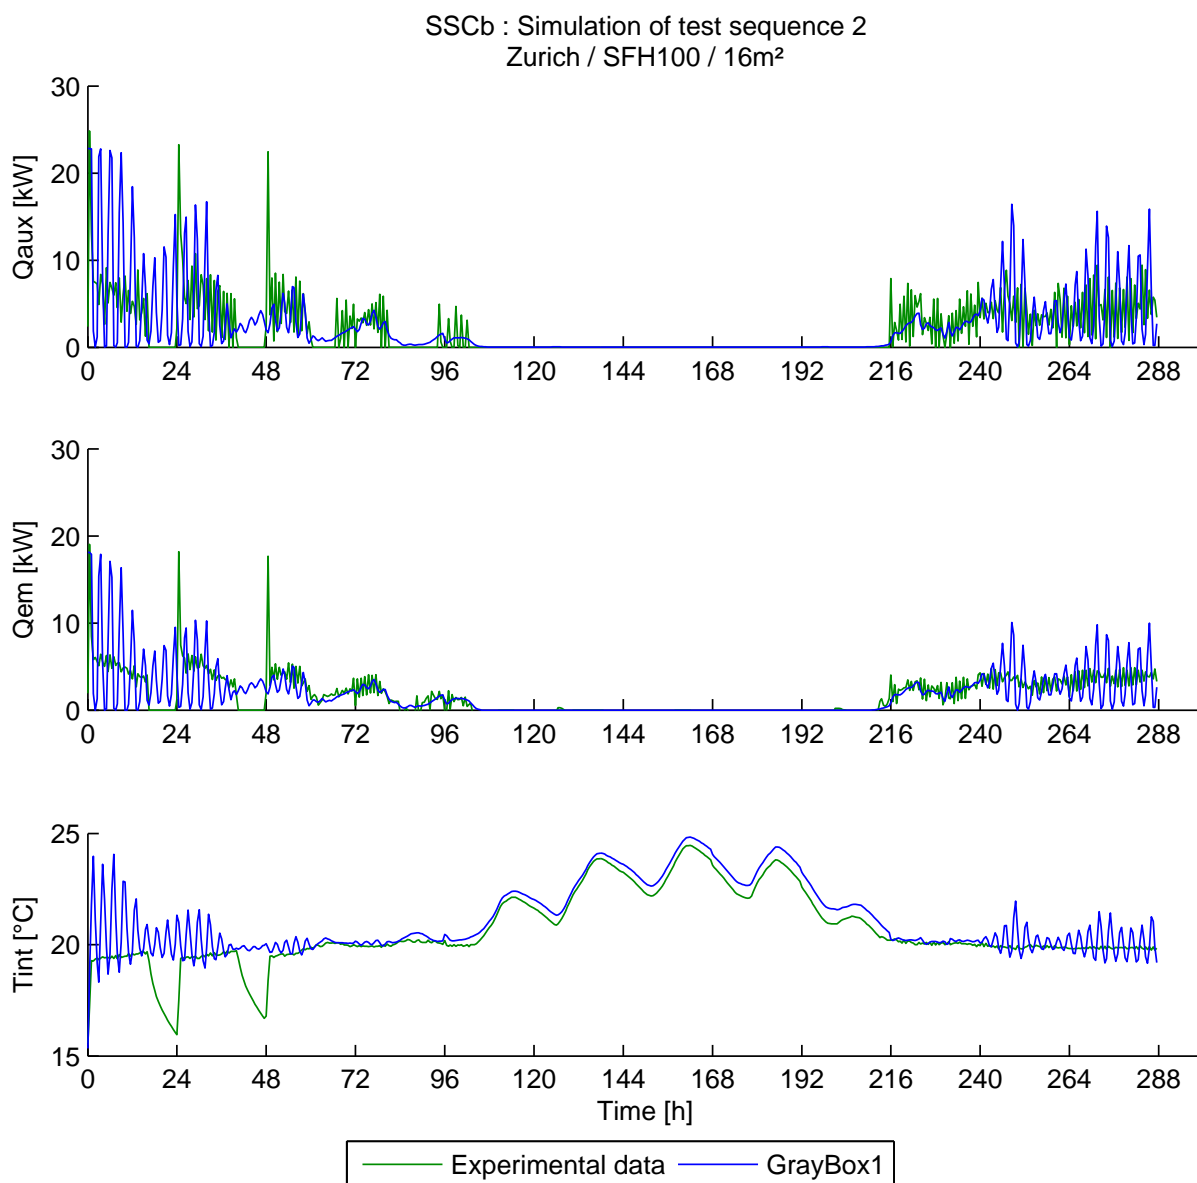 SSCb : Simulation of test sequence 2
Zurich / SFH100 / 16m²
30
20
10
0
Qaux [kW]
0 24 48 72 96 120 144 168 192 216 240 264 288
30
20
10
0
Qem [kW]
0 24 48 72 96 120 144 168 192 216 240 264 288
25
20
15
Tint [°C]
0 24 48 72 96 120 144 168 192 216 240 264 288
Time [h]
Experimental data GrayBox1